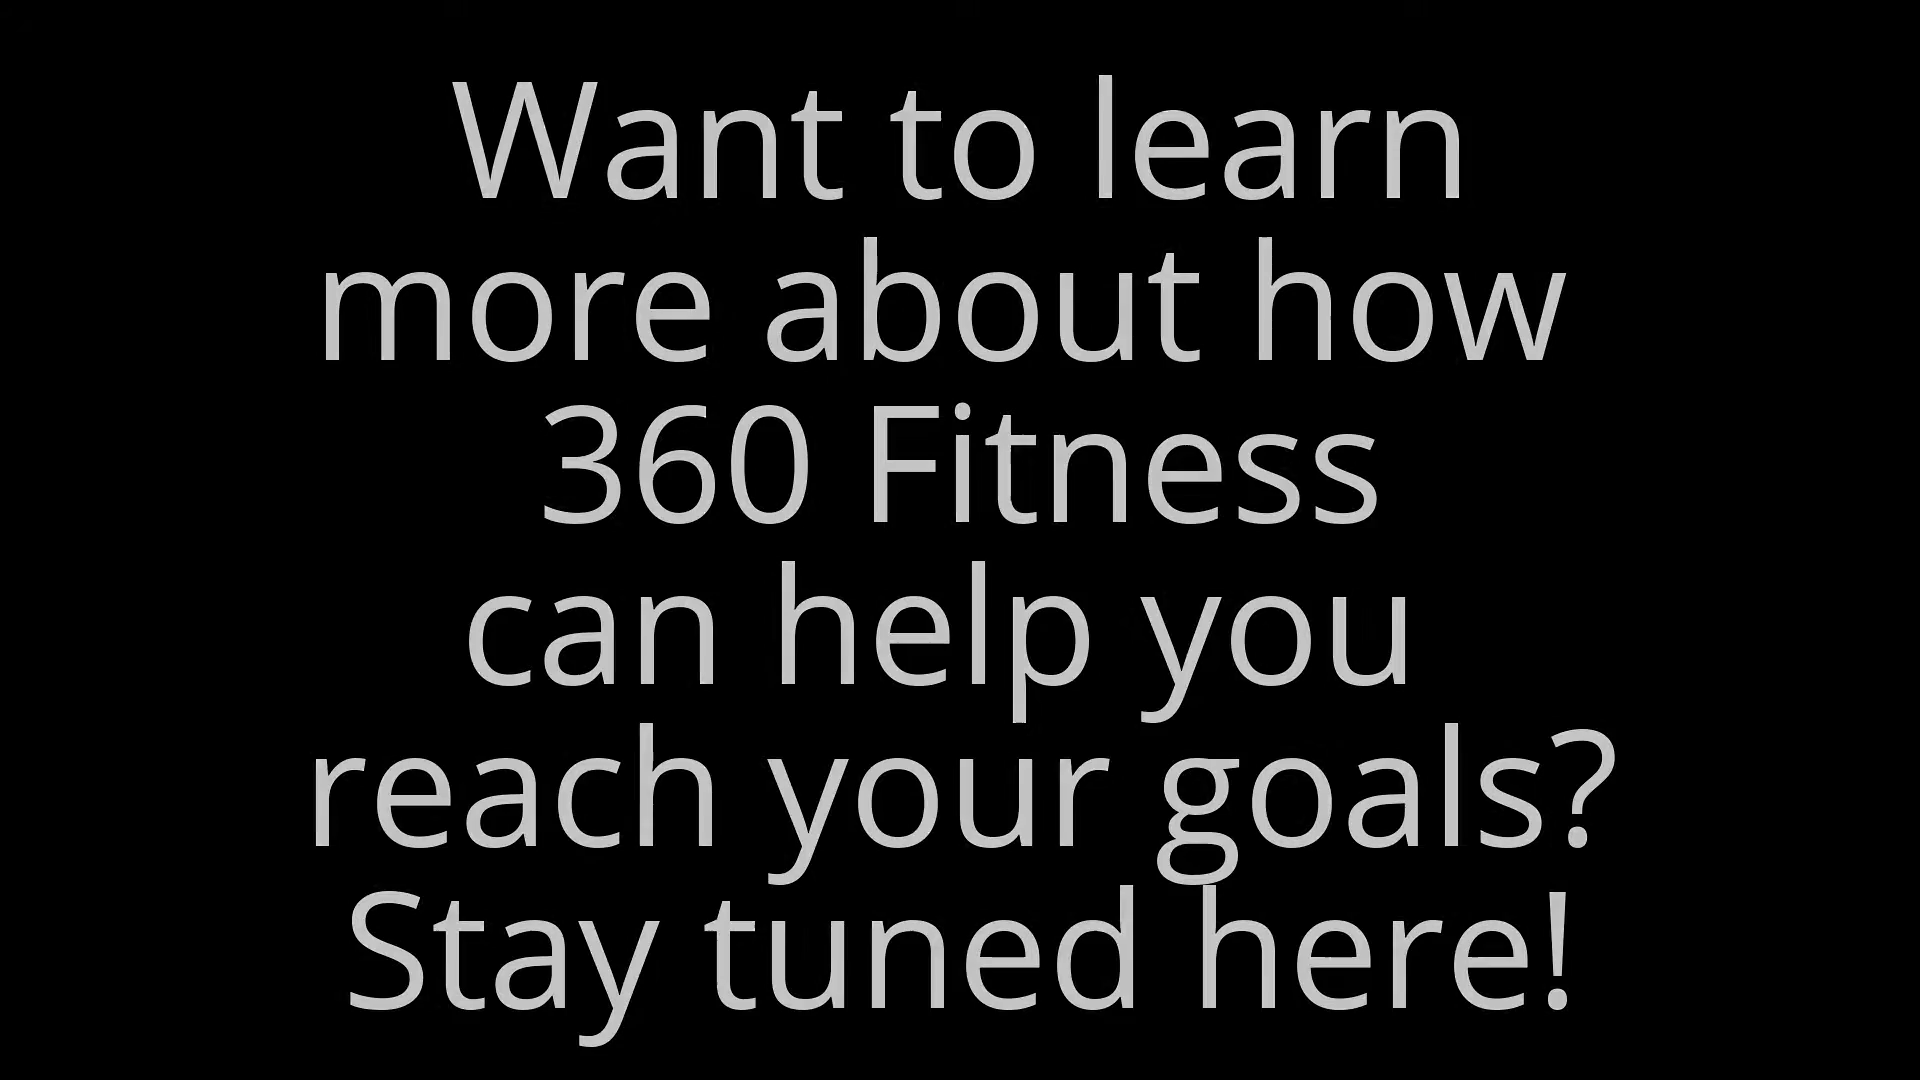 Want to learn
more about how
360 Fitness
can help you
reach your goals?
Stay tuned here!